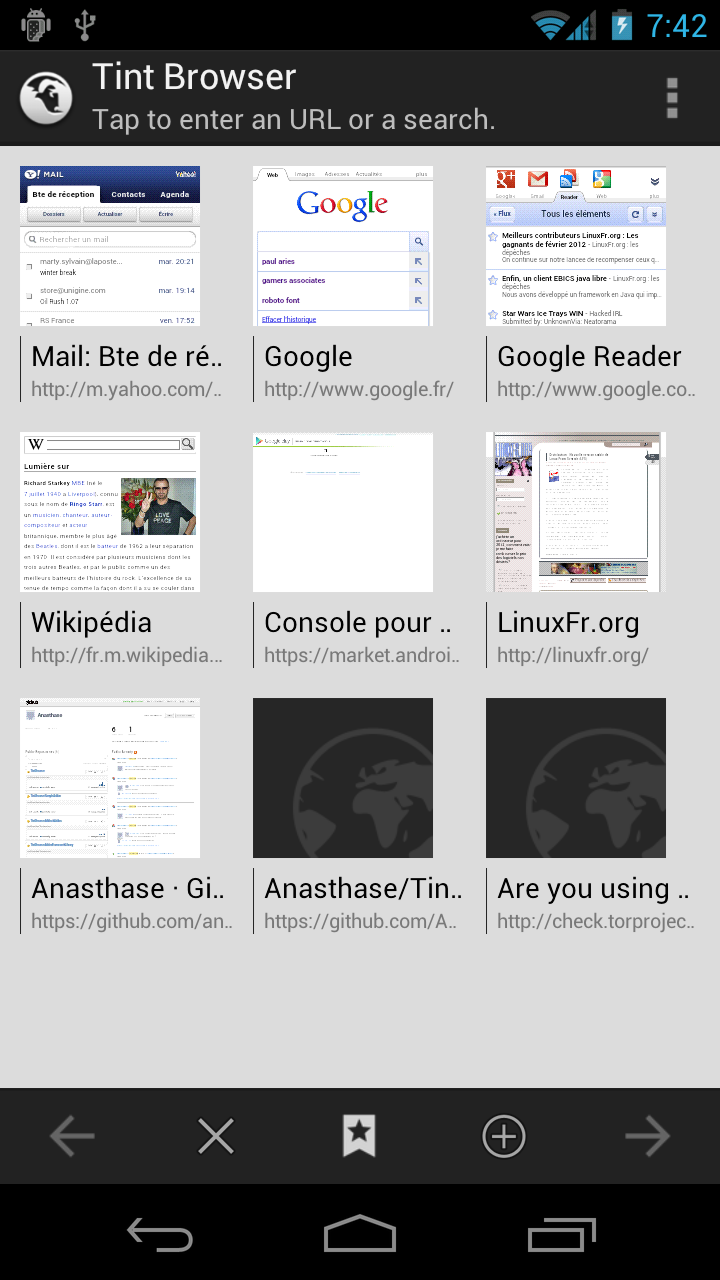 7:42
Tint Browser
Tap to enter an URL or a search.
Y! MAIL
Yahoo!
Bte de réception Contacts Agenda
Dossiers Actualiser Écrire
Rechercher un mail
marty.sylvain@laposte... mar. 20:21
winter break
store@unigine.com mar. 19:14
Oil Rush 1.07
RS France ven. 17:52
Mail: Bte de ré..
http://m.yahoo.com/..
Web Images Adresses Actualités plus
Google
paul aries
gamers associates
roboto font
Effacer l'historique
Google
http://www.google.fr/
Google+ Gmail Reader Web plus
« Flux Tous les éléments
Meilleurs contributeurs LinuxFr.org : Les
gagnants de février 2012 - LinuxFr.org : les
dépêches
On continue sur notre lancée de récompenser ceux q...
Enfin, un client EBICS java libre - LinuxFr.org : les
dépêches
Nous avons développé un framework en Java qui imp...
Star Wars Ice Trays WIN - Hacked IRL
Submitted by: UnknownVia: Neatorama
Google Reader
http://www.google.co..
W
Lumière sur
Richard Starkey MBE (né le
7 juillet 1940 à Liverpool), connu
sous le nom de Ringo Starr, est
un musicien, chanteur, auteur-
compositeur et acteur
britannique, membre le plus âgé
des Beatles, dont il est le batteur de 1962 à leur séparation
en 1970. Il est considéré par plusieurs musiciens dont les
trois autres Beatles, et par le public comme un des
meilleurs batteurs de l'histoire du rock. L'excellence de sa
tenue de tempo comme la façon dont il a su se couler dans
LOVE
PEACE
Wikipédia
http://fr.m.wikipedia...
Google play
Console pour ..
https://market.androi..
LinuxFr.org
http://linuxfr.org/
github
Anasthase
6 1
Anasthase · Gi..
https://github.com/an..
Anasthase/Tin..
https://github.com/A..
Are you using ..
http://check.torprojec..